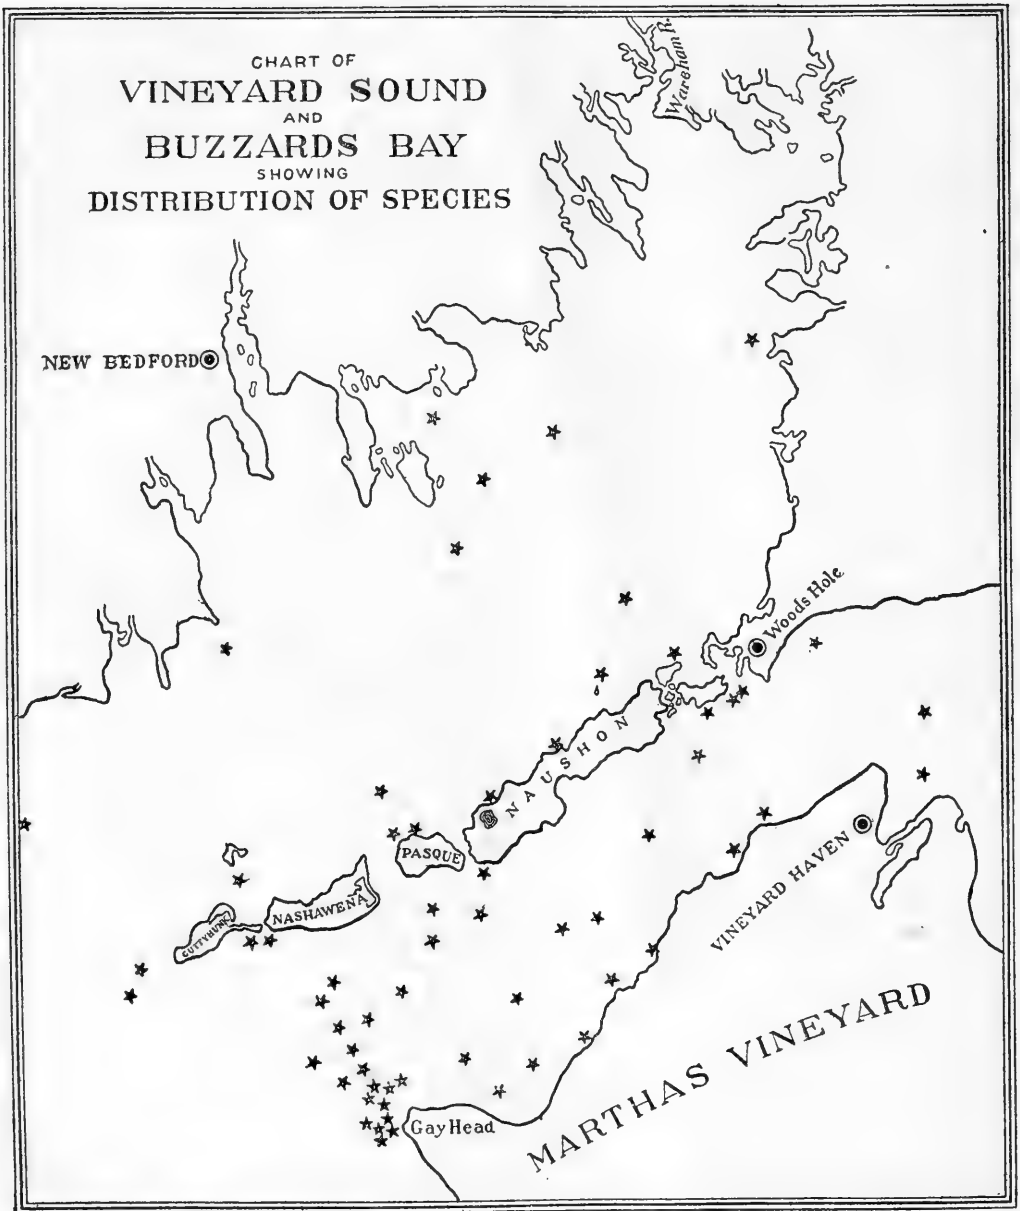 CHART OF
VINEYARD SOUND
AND
BUZZARDS BAY
SHOWING
DISTRIBUTION OF SPECIES
Wareham R.
NEW BEDFORD
Woods Hole
NAUSHON
PASQUE
NASHAWENA
CUTTYHUNK
VINEYARD HAVEN
MARTHAS VINEYARD
Gay Head